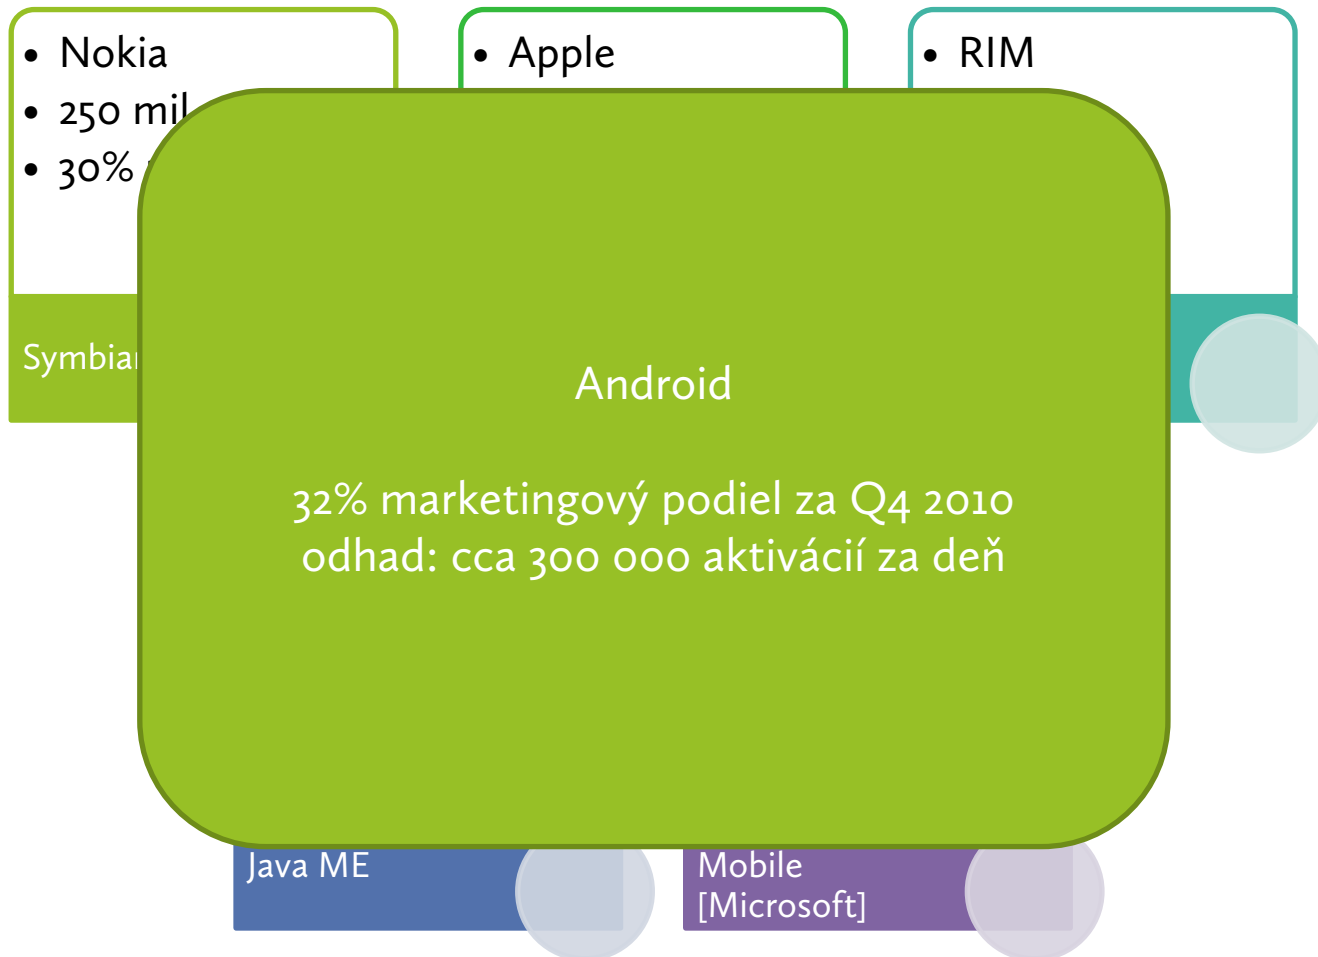 • Nokia
• 250 mil
• 30%
• Apple
• RIM
Symbian
Android
32% marketingový podiel za Q4 2010
odhad: cca 300 000 aktivácií za deň
Java ME
Mobile
[Microsoft]